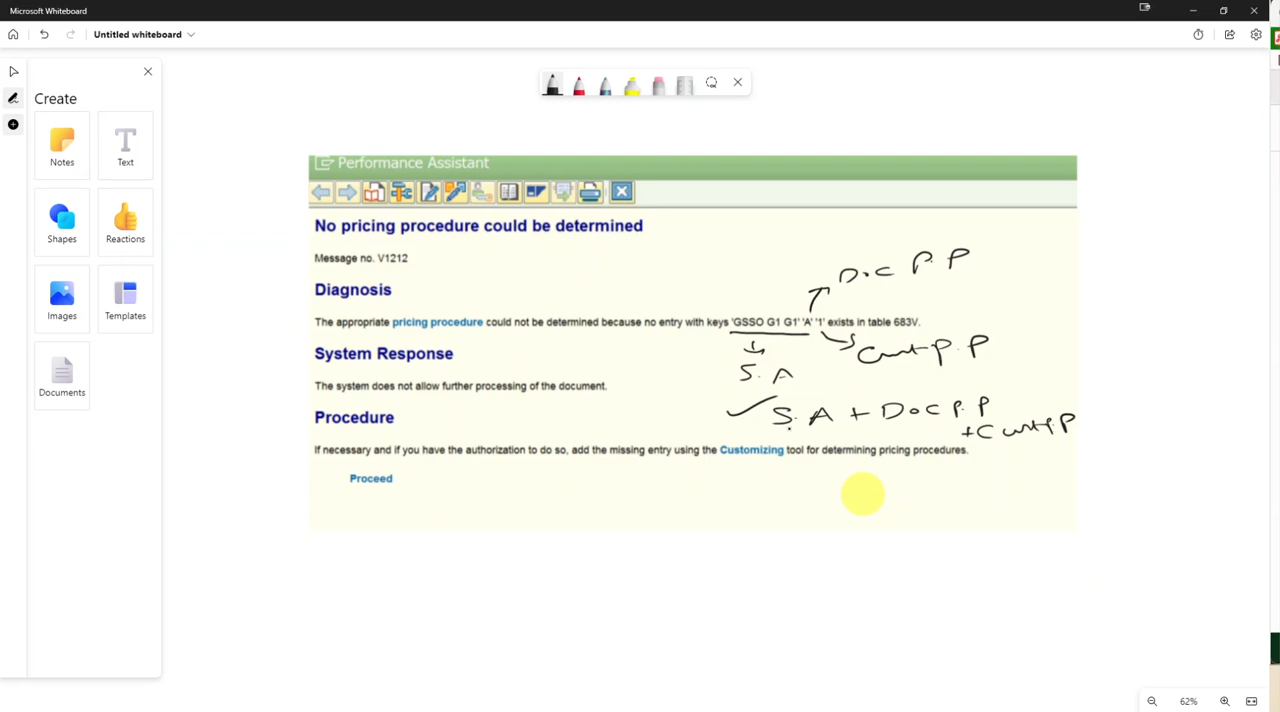 Microsoft Whiteboard
Untitled whiteboard
Create
Notes
Text
Shapes
Reactions
Images
Templates
Documents
Performance Assistant
No pricing procedure could be determined
Message no. V1212
Doc P.P
Diagnosis
The appropriate pricing procedure could not be determined because no entry with keys 'GSSO G1 G1' 'A' '1' exists in table 683V.
Cust P.P
System Response
S.A
The system does not allow further processing of the document.
S.A + Doc P.P
+ Cust P.P
Procedure
If necessary and if you have the authorization to do so, add the missing entry using the Customizing tool for determining pricing procedures.
Proceed
62%